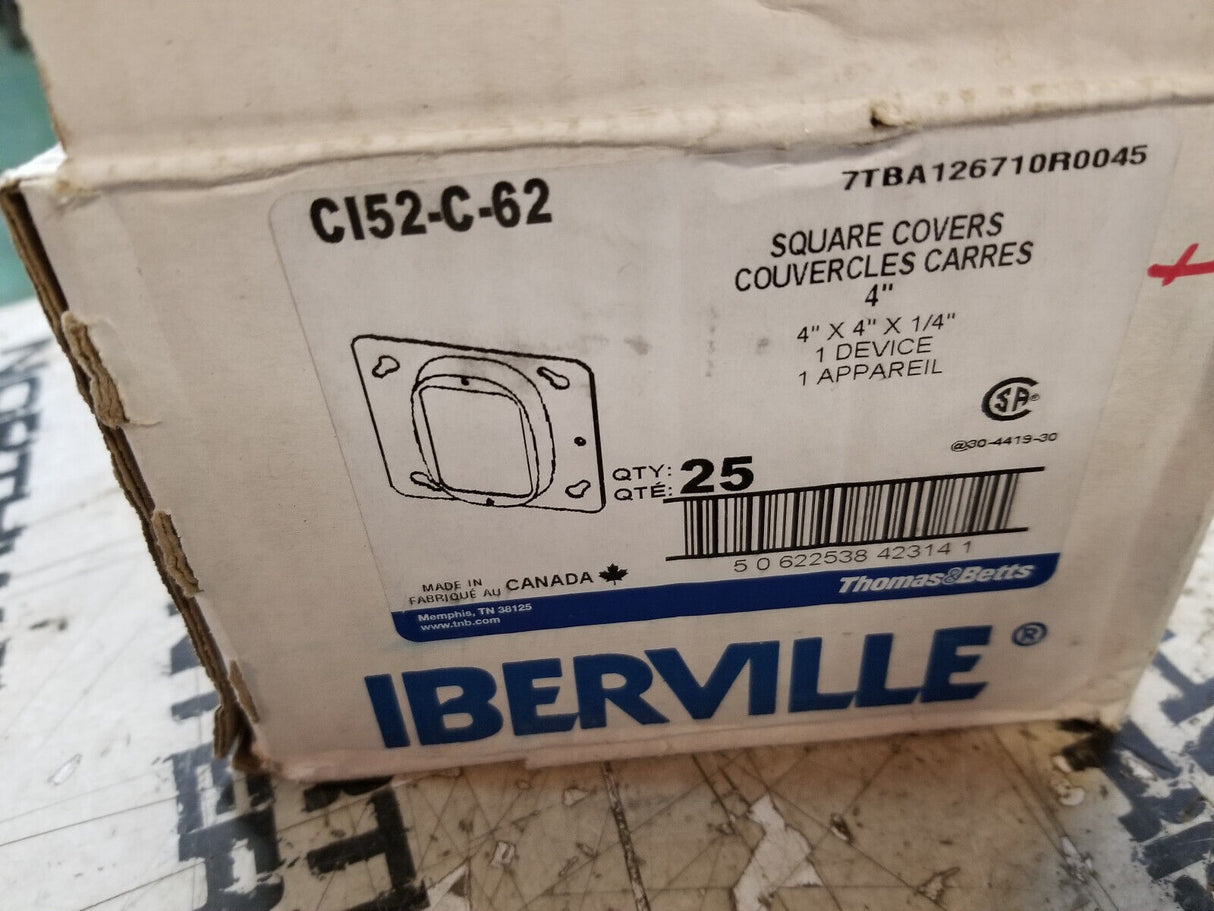 CI52-C-62
7TBA126710R0045
SQUARE COVERS
COUVERCLES CARRES
4"
4" X 4" X 1/4"
1 DEVICE
1 APPAREIL
CSA®
@30-4419-30
QTY: 25
QTÉ:
5 0 622538 42314 1
MADE IN
FABRIQUÉ AU CANADA
Thomas&Betts
Memphis, TN 38125
www.tnb.com
IBERVILLE®